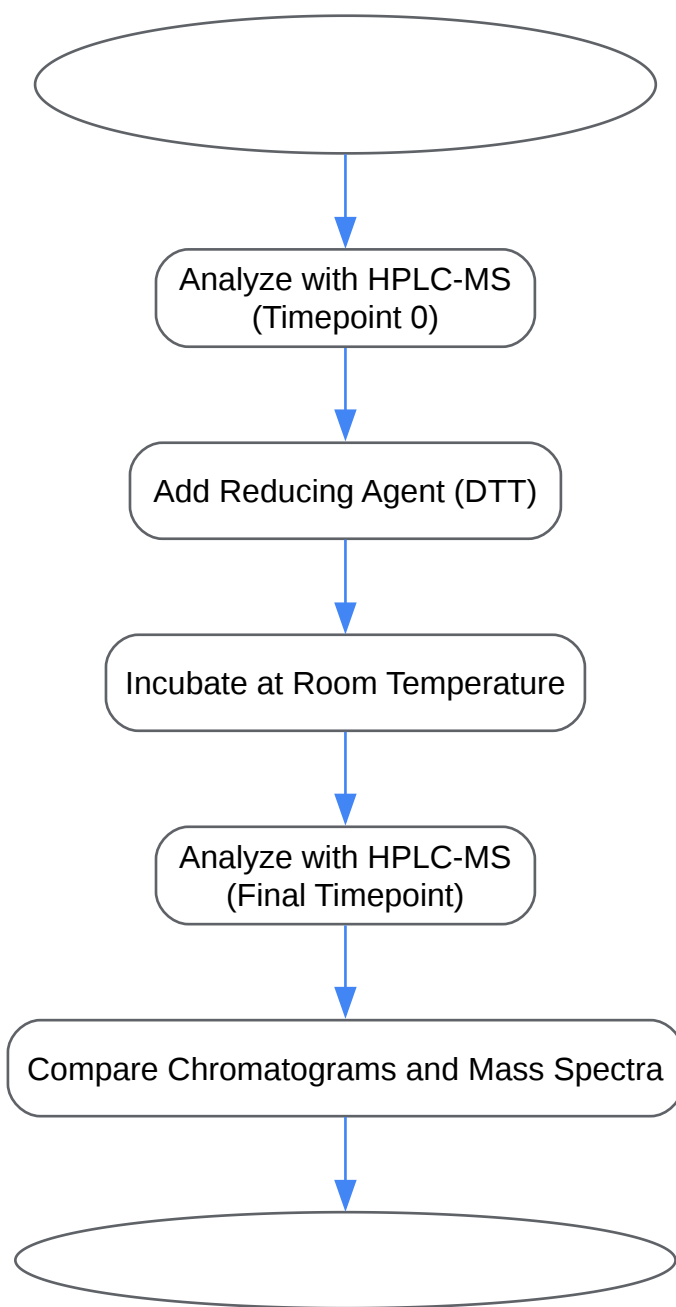 Analyze with HPLC-MS
(Timepoint 0)
Add Reducing Agent (DTT)
Incubate at Room Temperature
Analyze with HPLC-MS
(Final Timepoint)
Compare Chromatograms and Mass Spectra